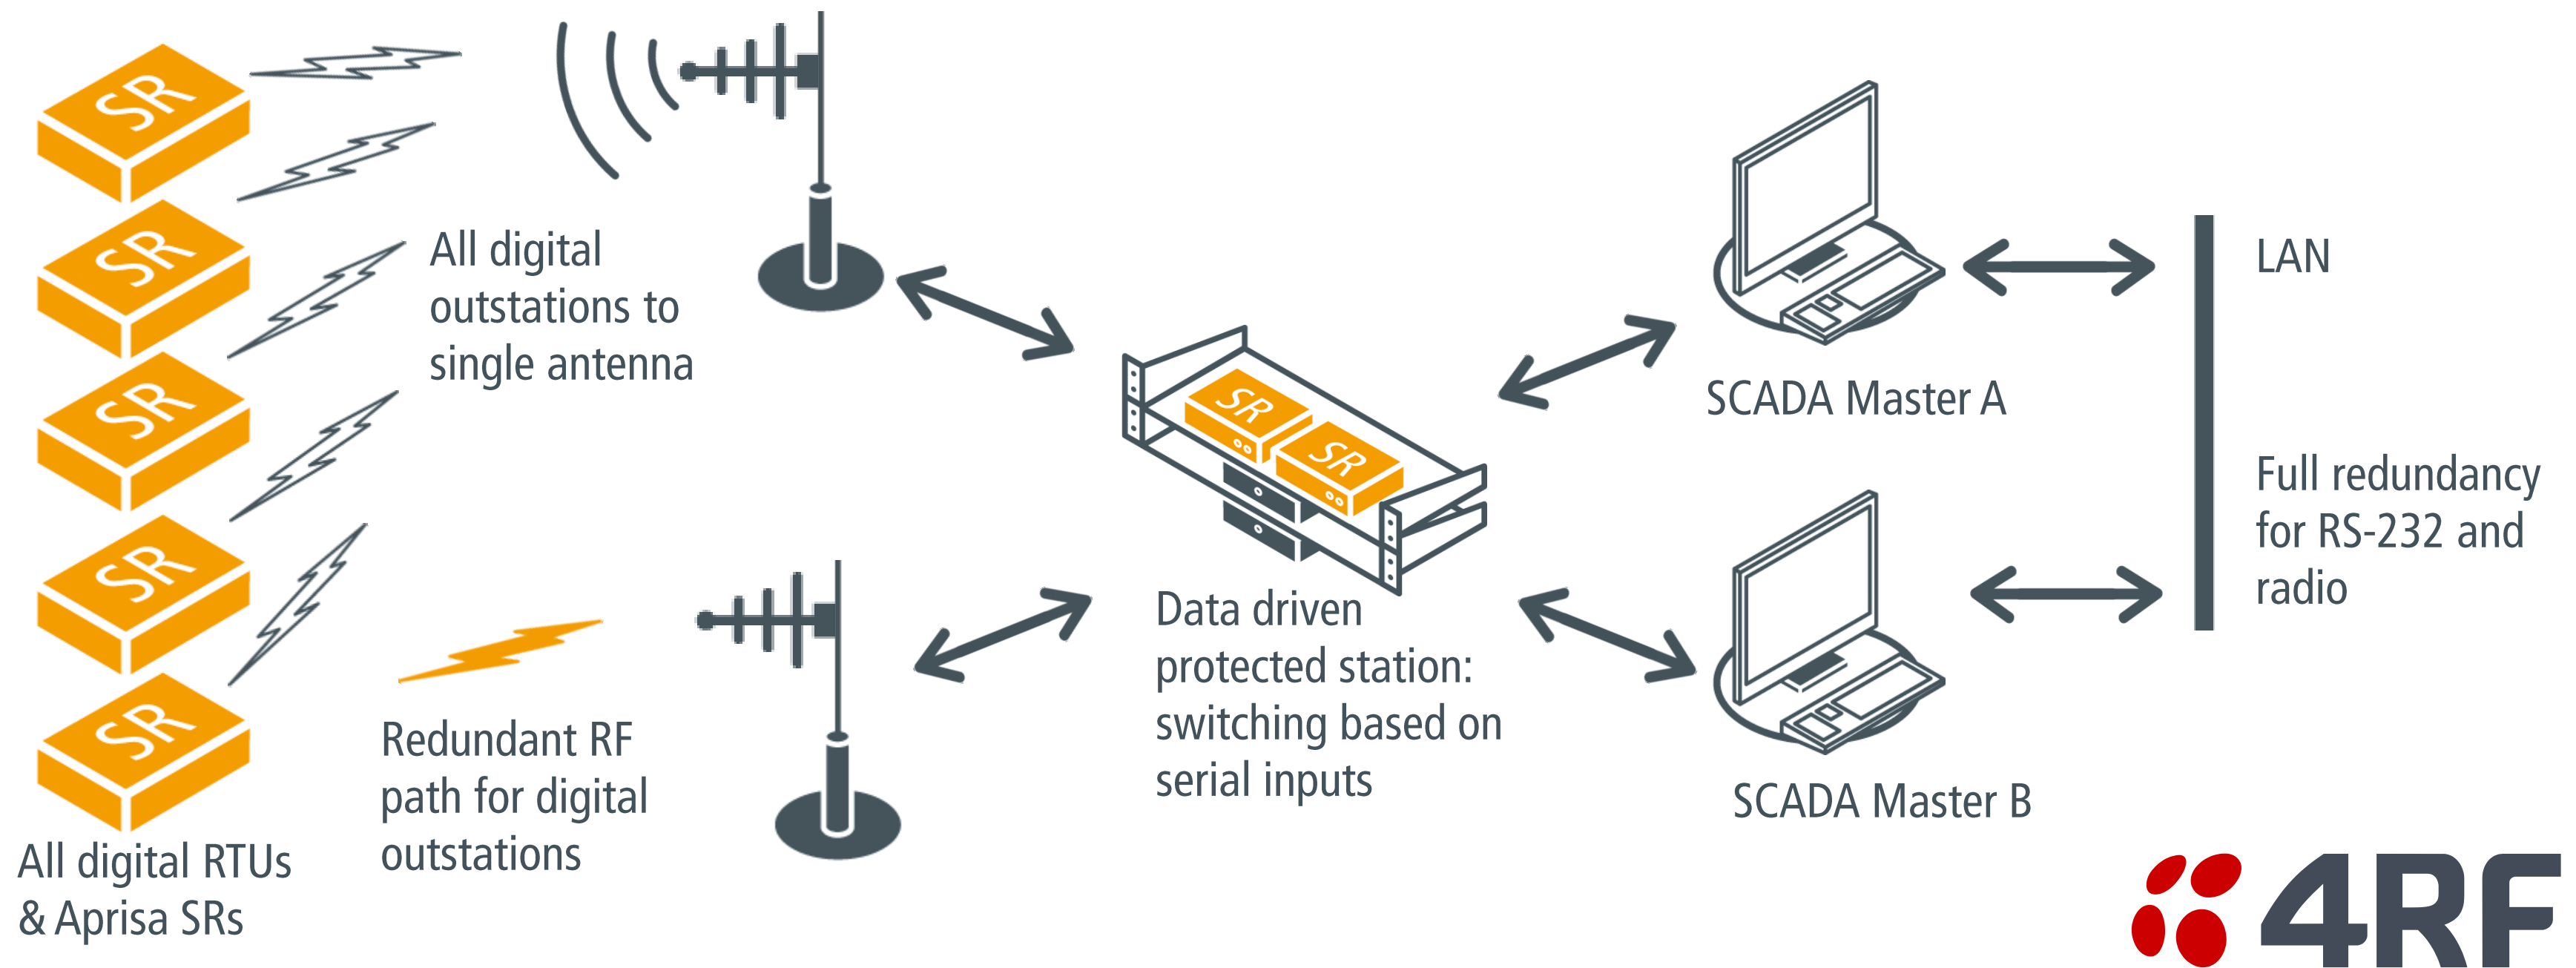 SR
SR
SR
SR
SR
All digital
outstations to
single antenna
Redundant RF
path for digital
outstations
All digital RTUs
& Aprisa SRs
SR
SR
Data driven
protected station:
switching based on
serial inputs
SCADA Master A
SCADA Master B
LAN
Full redundancy
for RS-232 and
radio
4RF